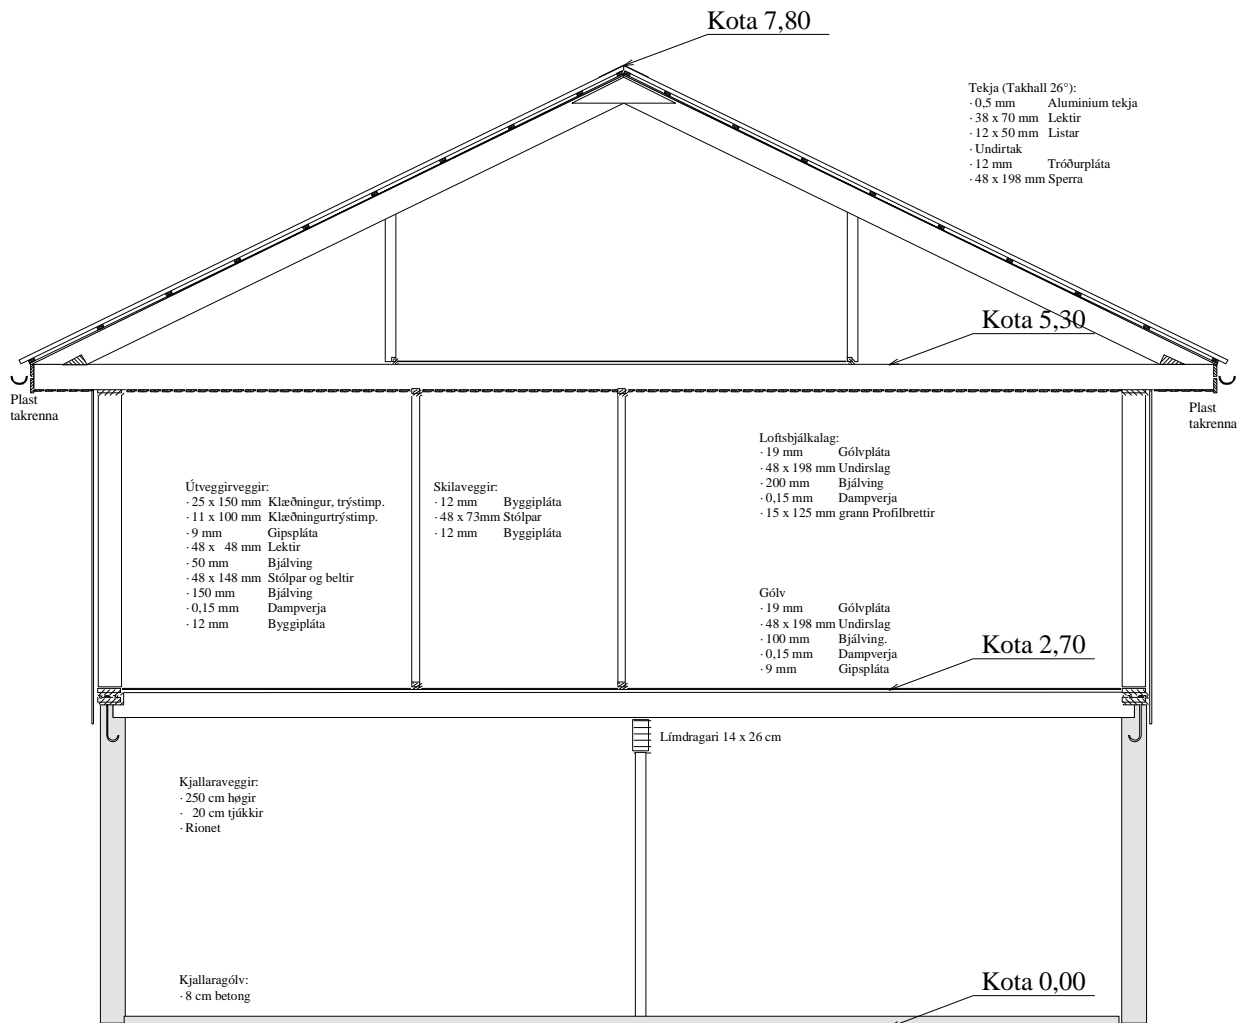 Kota 7,80
Tekja (Takhall 26°):
· 0,5 mm Aluminium tekja
· 38 x 70 mm Lektir
· 12 x 50 mm Listar
· Undirtak
· 12 mm Tróðurpláta
· 48 x 198 mm Sperra
Kota 5,30
Plast
takrenna
Plast
takrenna
Útveggirveggir:
· 25 x 150 mm Klæðningur, trýstimp.
· 11 x 100 mm Klæðningurtrýstimp.
· 9 mm Gipspláta
· 48 x 48 mm Lektir
· 50 mm Bjálving
· 48 x 148 mm Stólpar og beltir
· 150 mm Bjálving
· 0,15 mm Dampverja
· 12 mm Byggipláta
Skilaveggir:
· 12 mm Byggipláta
· 48 x 73mm Stólpar
· 12 mm Byggipláta
Loftsbjálkalag:
· 19 mm Gólvpláta
· 48 x 198 mm Undirslag
· 200 mm Bjálving
· 0,15 mm Dampverja
· 15 x 125 mm grann Profilbrettir
Gólv
· 19 mm Gólvpláta
· 48 x 198 mm Undirslag
· 100 mm Bjálving.
· 0,15 mm Dampverja
· 9 mm Gipspláta
Kota 2,70
Límdragari 14 x 26 cm
Kjallaraveggir:
· 250 cm høgir
· 20 cm tjúkkir
· Rionet
Kjallaragólv:
· 8 cm betong
Kota 0,00